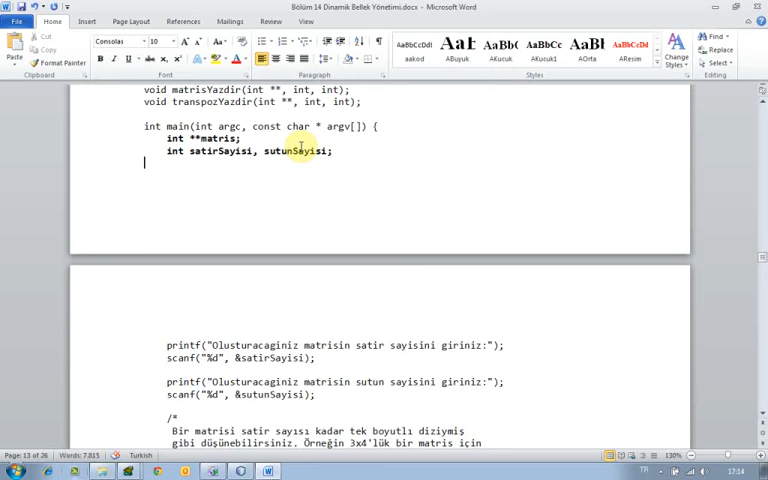 Bölüm 14 Dinamik Bellek Yönetimi.docx - Microsoft Word
File Home Insert Page Layout References Mailings Review View
Paste
Cut
Copy
Format Painter
Clipboard
Consolas 10
Font
Paragraph
AaBbCcDdI AaBb AaBbC AaBbCc AaBb AaBbCcDd
aakod ABuyuk AKucuk AKucuk1 AOrta AResim
Styles
Change
Styles
Find
Replace
Select
Editing
void matrisYazdir(int **, int, int);
void transpozYazdir(int **, int, int);
int main(int argc, const char * argv[]) {
int **matris;
int satirSayisi, sutunSayisi;
printf("Olusturacaginiz matrisin satir sayisini giriniz:");
scanf("%d", &satirSayisi);
printf("Olusturacaginiz matrisin sutun sayisini giriniz:");
scanf("%d", &sutunSayisi);
/*
Bir matrisi satir sayısı kadar tek boyutlu diziymiş
gibi düşünebilirsiniz. Örneğin 3x4'lük bir matris için
Page: 13 of 26 Words: 7.815 Turkish 130%
TR 17:14